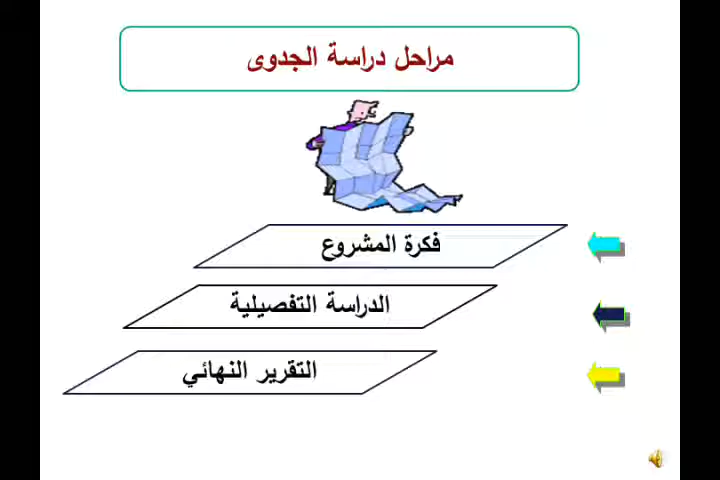 مراحل دراسة الجدوى
فكرة المشروع
الدراسة التفصيلية
التقرير النهائي